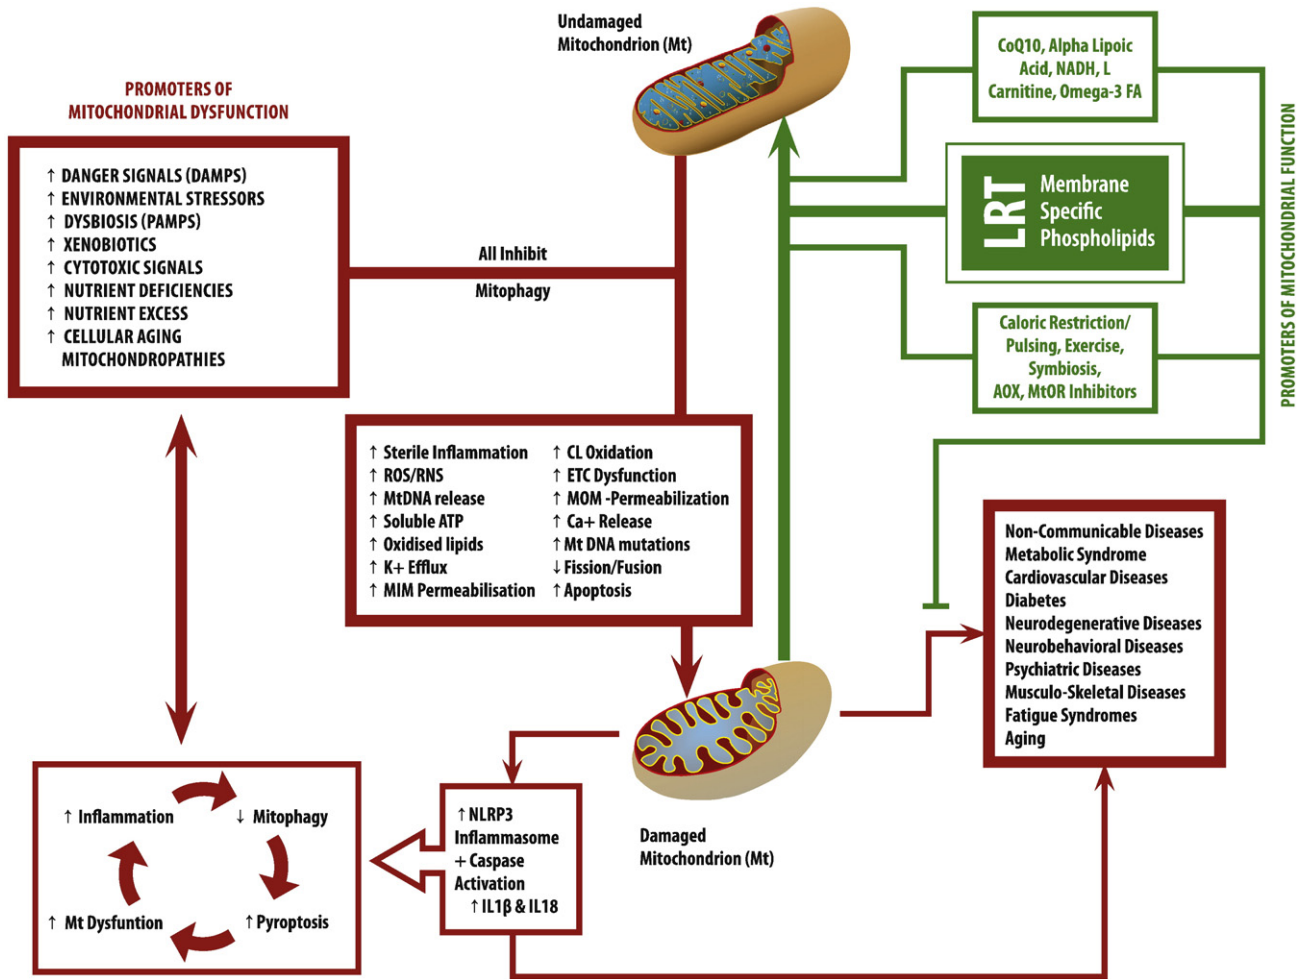 Undamaged
Mitochondrion (Mt)
PROMOTERS OF
MITOCHONDRIAL DYSFUNCTION
↑ DANGER SIGNALS (DAMPS)
↑ ENVIRONMENTAL STRESSORS
↑ DYSBIOSIS (PAMPS)
↑ XENOBIOTICS
↑ CYTOTOXIC SIGNALS
↑ NUTRIENT DEFICIENCIES
↑ NUTRIENT EXCESS
↑ CELLULAR AGING
MITOCHONDROPATHIES
All Inhibit
Mitophagy
CoQ10, Alpha Lipoic
Acid, NADH, L
Carnitine, Omega-3 FA
LRT
Membrane
Specific
Phospholipids
Caloric Restriction/
Pulsing, Exercise,
Symbiosis,
AOX, MtOR Inhibitors
PROMOTERS OF MITOCHONDRIAL FUNCTION
↑ Sterile Inflammation
↑ ROS/RNS
↑ MtDNA release
↑ Soluble ATP
↑ Oxidised lipids
↑ K+ Efflux
↑ MIM Permeabilisation
↑ CL Oxidation
↑ ETC Dysfunction
↑ MOM -Permeabilization
↑ Ca+ Release
↑ Mt DNA mutations
↓ Fission/Fusion
↑ Apoptosis
Non-Communicable Diseases
Metabolic Syndrome
Cardiovascular Diseases
Diabetes
Neurodegenerative Diseases
Neurobehavioral Diseases
Psychiatric Diseases
Musculo-Skeletal Diseases
Fatigue Syndromes
Aging
Damaged
Mitochondrion (Mt)
↑ NLRP3
Inflammasome
+ Caspase
Activation
↑ IL1β & IL18
↑ Inflammation
↓ Mitophagy
↑ Mt Dysfuntion
↑ Pyroptosis